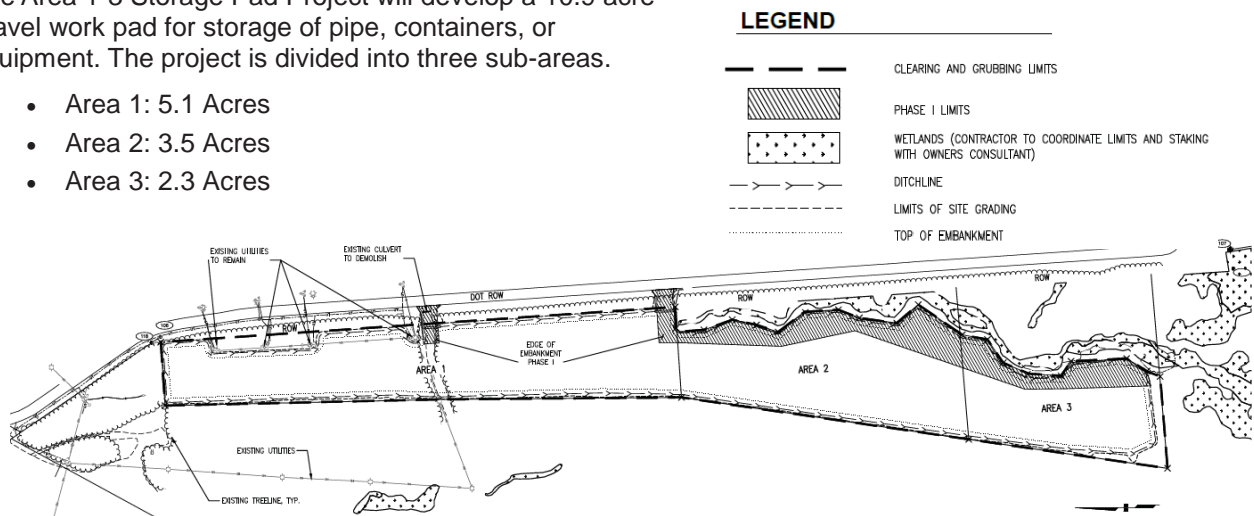 Area 1-3 Storage Pad Project will develop a 10.9 acre
work pad for storage of pipe, containers, or
The project is divided into three sub-areas.
• Area 1: 5.1 Acres
• Area 2: 3.5 Acres
• Area 3: 2.3 Acres
LEGEND
CLEARING AND GRUBBING LIMITS
PHASE I LIMITS
WETLANDS (CONTRACTOR TO COORDINATE LIMITS AND STAKING
WITH OWNERS CONSULTANT)
DITCHLINE
LIMITS OF SITE GRADING
TOP OF EMBANKMENT
EXISTING UTILITIES
TO REMAIN
EXISTING CULVERT
TO DEMOLISH
DOT ROW
ROW
ROW
ROW
EDGE OF
EMBANKMENT
PHASE I
AREA 1
AREA 2
AREA 3
EXISTING UTILITIES
EXISTING TREELINE, TYP.